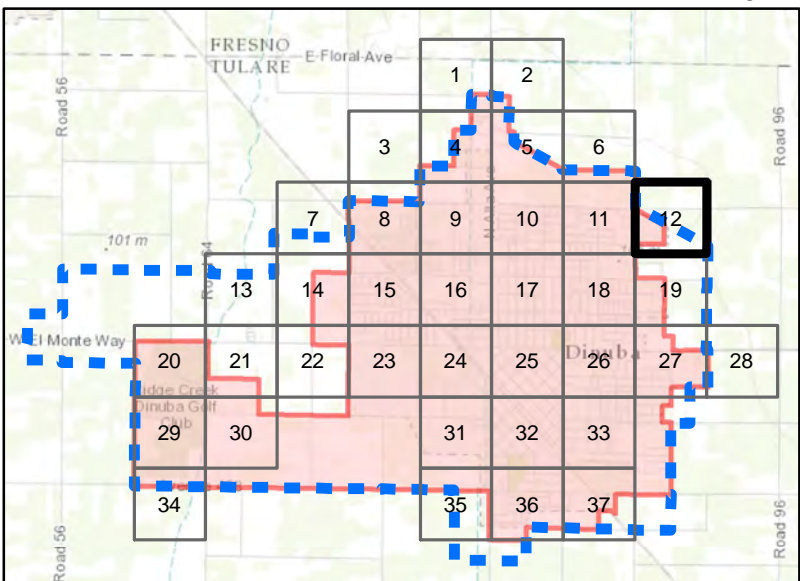 FRESNO
TULARE
E Floral Ave
Road 56
Road 96
1 2
3 4 5 6
7 8 9 10 11 12
101 m
13 14 15 16 17 18 19
W El Monte Way
20 21 22 23 24 25 26 27 28
Dinuba
Ridge Creek
Dinuba Golf
Club
29 30 31 32 33
34 35 36 37
Road 56
Road 96